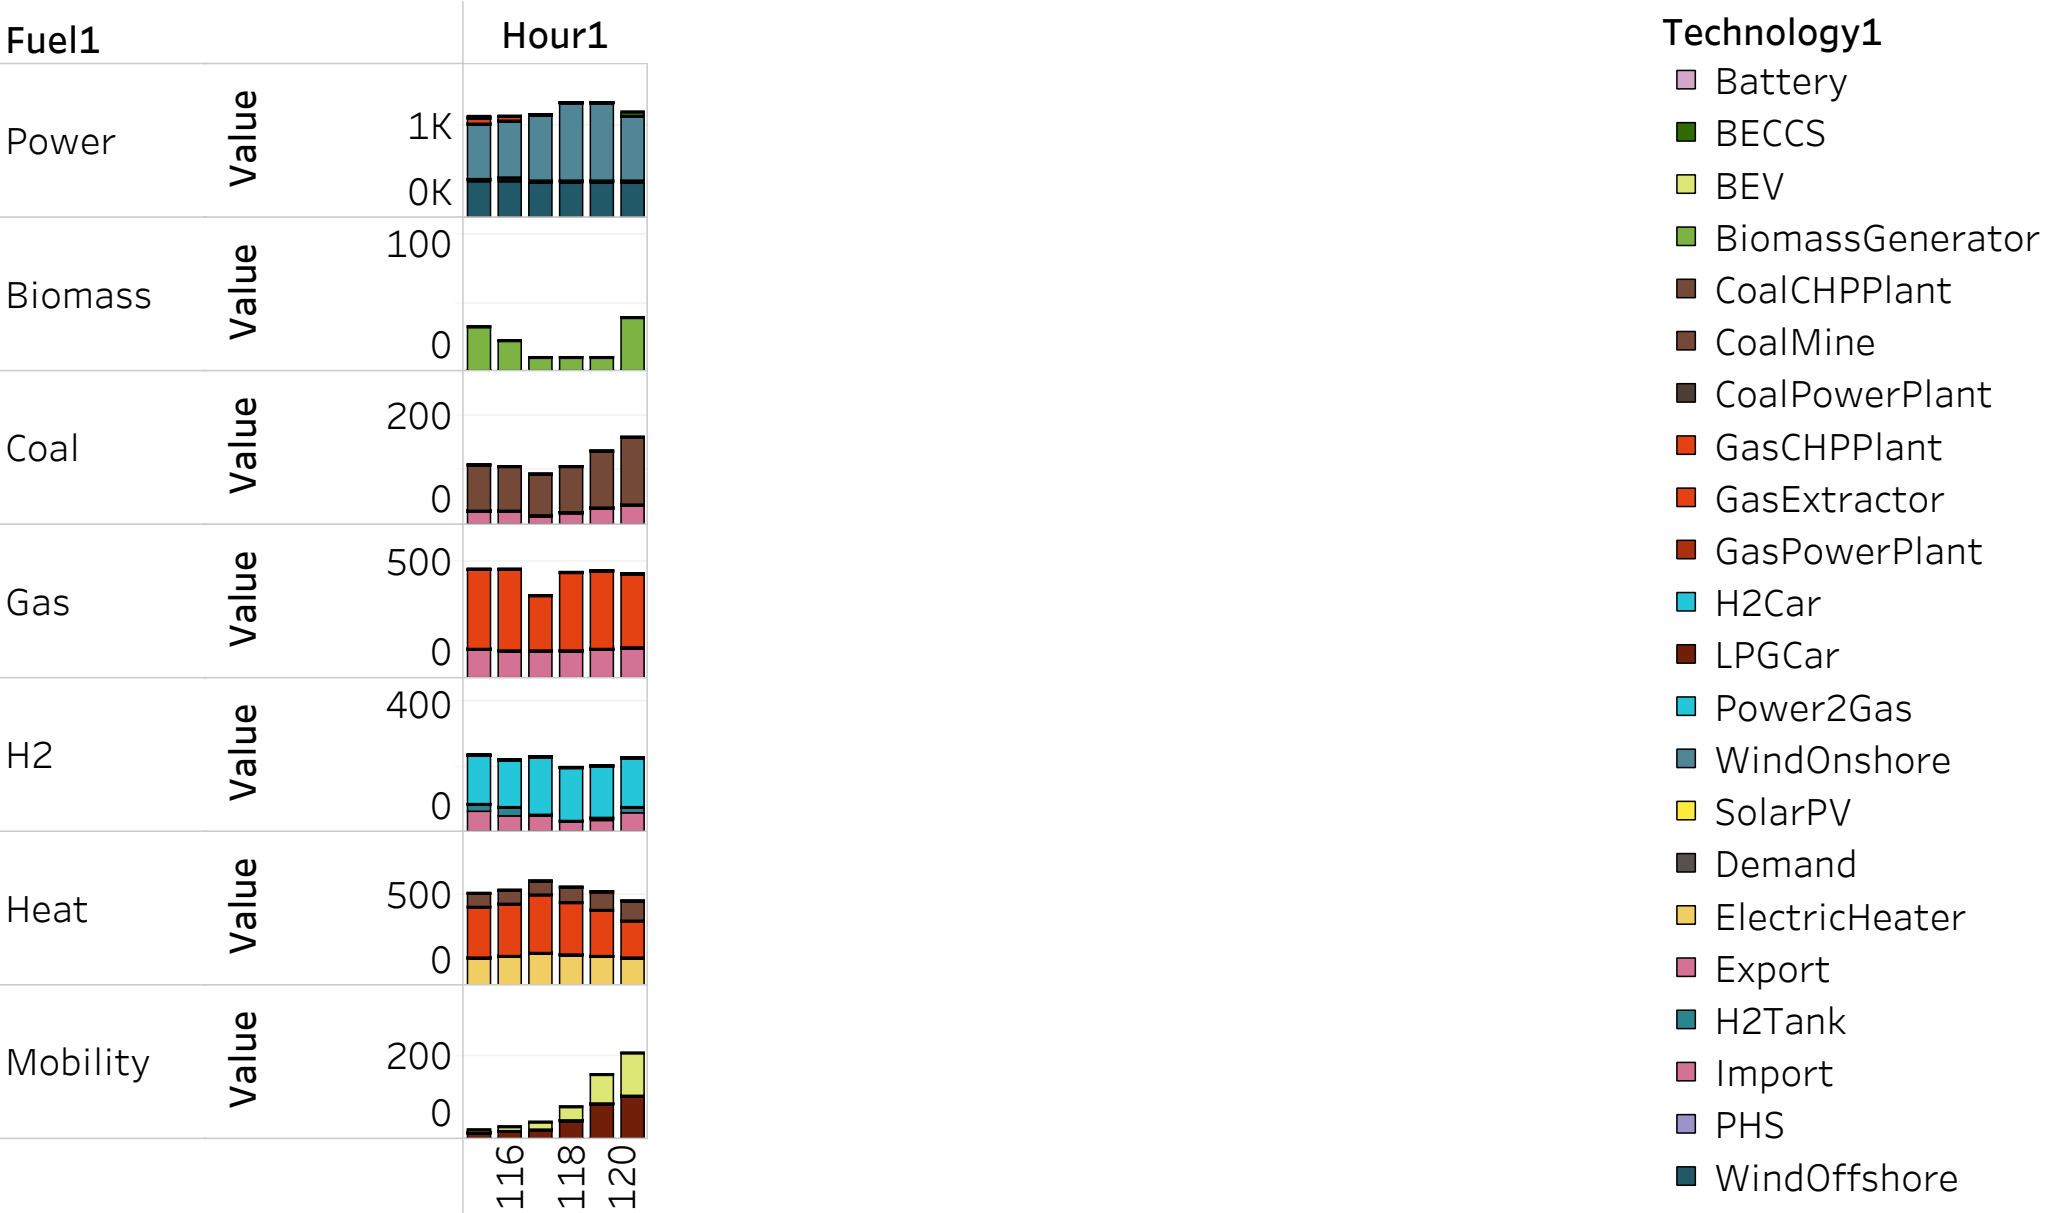 Fuel1
Hour1
Power
Value
1K
0K
Biomass
Value
100
0
Coal
Value
200
0
Gas
Value
500
0
H2
Value
400
0
Heat
Value
500
0
Mobility
Value
200
0
116
118
120
Technology1
Battery
BECCS
BEV
BiomassGenerator
CoalCHPPlant
CoalMine
CoalPowerPlant
GasCHPPlant
GasExtractor
GasPowerPlant
H2Car
LPGCar
Power2Gas
WindOnshore
SolarPV
Demand
ElectricHeater
Export
H2Tank
Import
PHS
WindOffshore